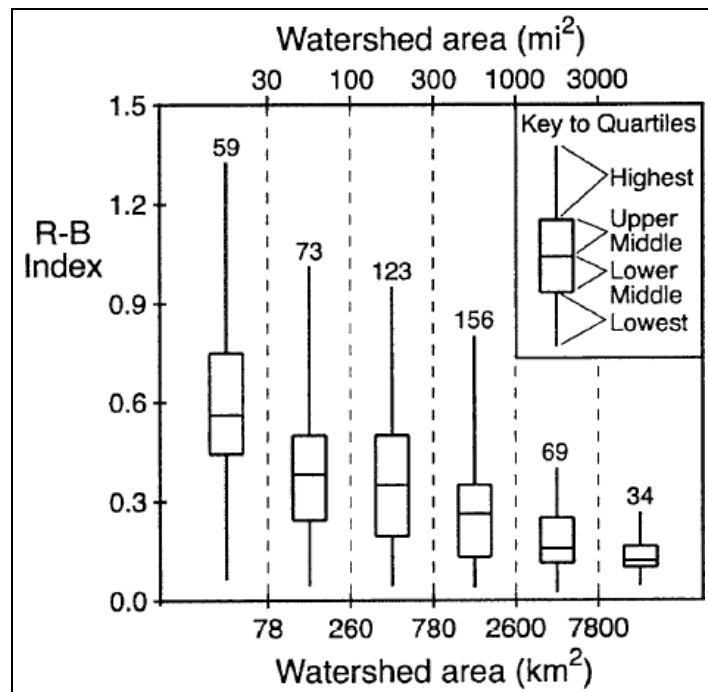 Watershed area (mi²)
30 100 300 1000 3000
1.5
1.2
0.9
0.6
0.3
0.0
R-B
Index
59
73
123
156
69
34
Key to Quartiles
Highest
Upper
Middle
Lower
Middle
Lowest
78 260 780 2600 7800
Watershed area (km²)